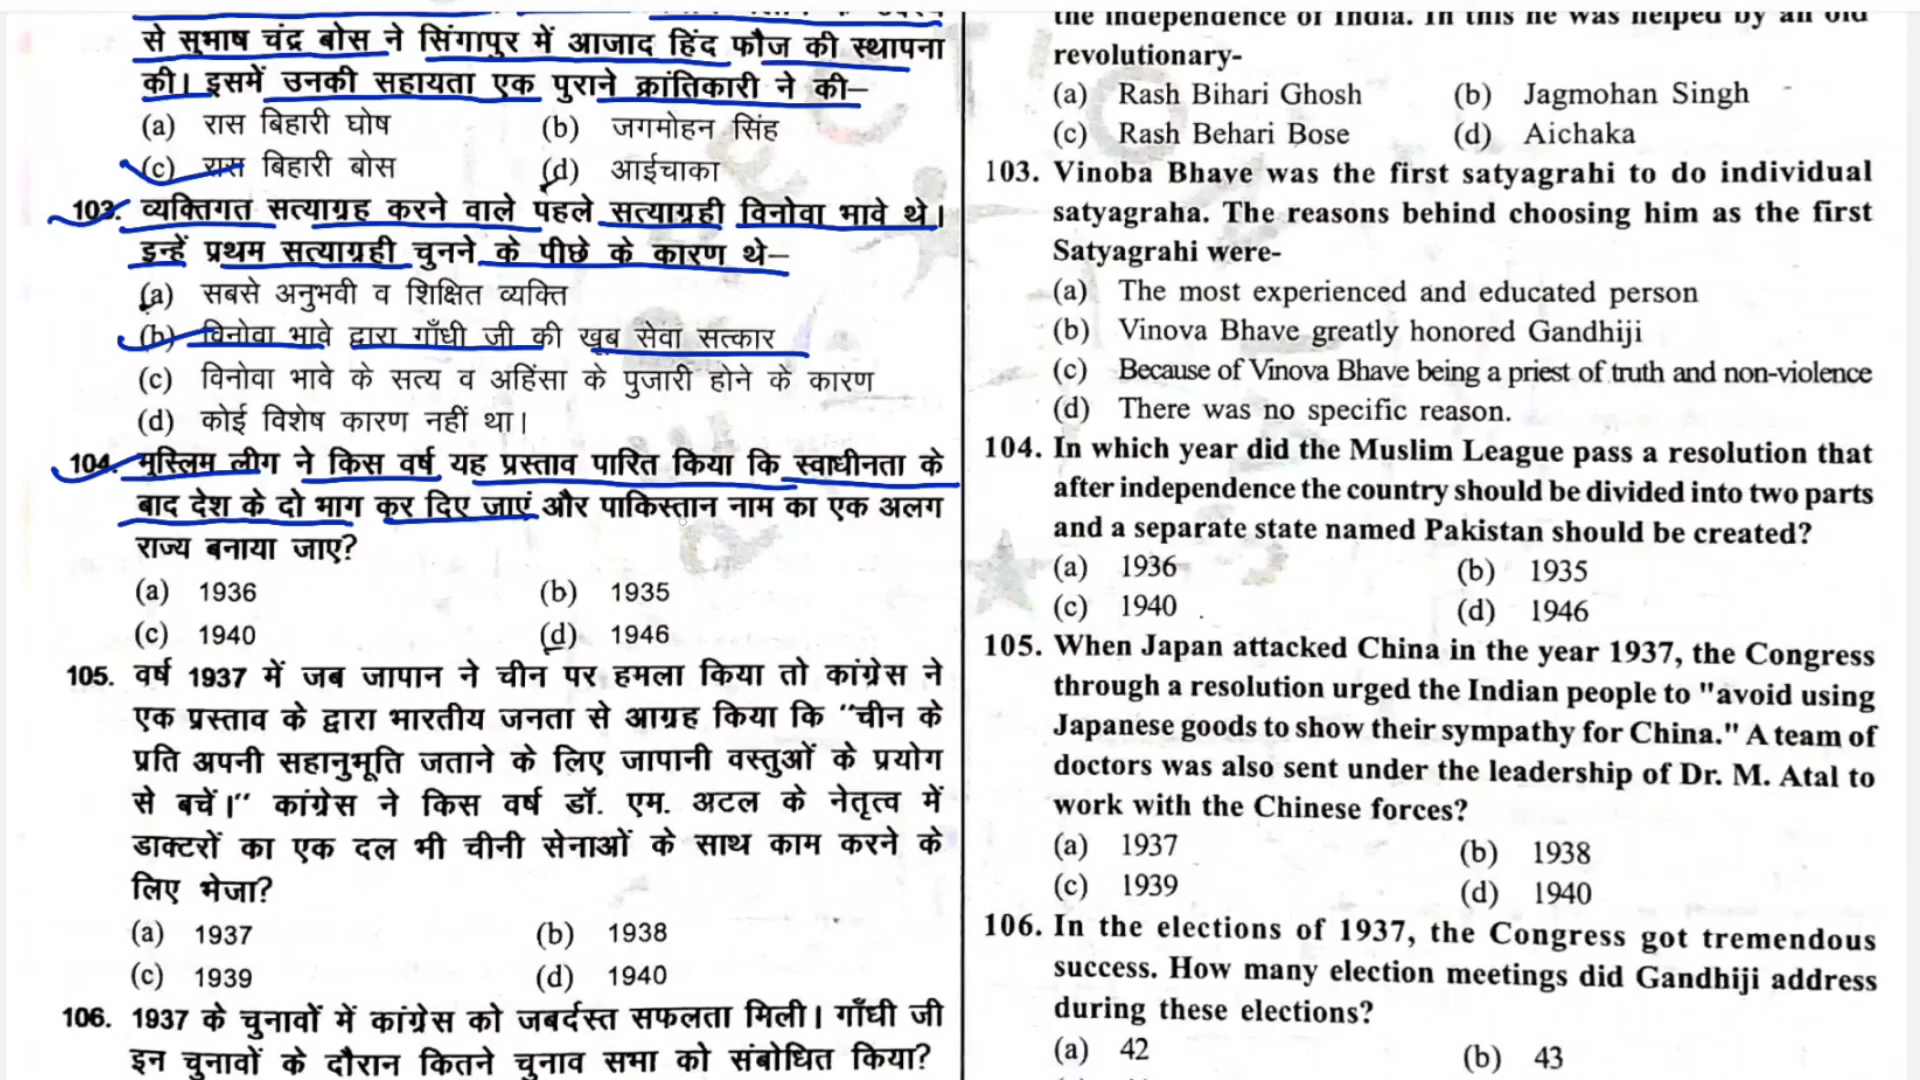 से सुभाष चंद्र बोस ने सिंगापुर में आजाद हिंद फौज की स्थापना
की। इसमें उनकी सहायता एक पुराने क्रांतिकारी ने की–
(a) रास बिहारी घोष (b) जगमोहन सिंह
(c) रास बिहारी बोस (d) आईचाका
103. व्यक्तिगत सत्याग्रह करने वाले पहले सत्याग्रही विनोवा भावे थे।
इन्हें प्रथम सत्याग्रही चुनने के पीछे के कारण थे–
(a) सबसे अनुभवी व शिक्षित व्यक्ति
(b) विनोवा भावे द्वारा गाँधी जी की खूब सेवा सत्कार
(c) विनोवा भावे के सत्य व अहिंसा के पुजारी होने के कारण
(d) कोई विशेष कारण नहीं था।
104. मुस्लिम लीग ने किस वर्ष यह प्रस्ताव पारित किया कि स्वाधीनता के
बाद देश के दो भाग कर दिए जाएं और पाकिस्तान नाम का एक अलग
राज्य बनाया जाए?
(a) 1936 (b) 1935
(c) 1940 (d) 1946
105. वर्ष 1937 में जब जापान ने चीन पर हमला किया तो कांग्रेस ने
एक प्रस्ताव के द्वारा भारतीय जनता से आग्रह किया कि "चीन के
प्रति अपनी सहानुभूति जताने के लिए जापानी वस्तुओं के प्रयोग
से बचें।" कांग्रेस ने किस वर्ष डॉ. एम. अटल के नेतृत्व में
डाक्टरों का एक दल भी चीनी सेनाओं के साथ काम करने के
लिए भेजा?
(a) 1937 (b) 1938
(c) 1939 (d) 1940
106. 1937 के चुनावों में कांग्रेस को जबर्दस्त सफलता मिली। गाँधी जी
इन चुनावों के दौरान कितने चुनाव सभा को संबोधित किया?
the independence of India. In this he was helped by an old
revolutionary-
(a) Rash Bihari Ghosh (b) Jagmohan Singh
(c) Rash Behari Bose (d) Aichaka
103. Vinoba Bhave was the first satyagrahi to do individual
satyagraha. The reasons behind choosing him as the first
Satyagrahi were-
(a) The most experienced and educated person
(b) Vinova Bhave greatly honored Gandhiji
(c) Because of Vinova Bhave being a priest of truth and non-violence
(d) There was no specific reason.
104. In which year did the Muslim League pass a resolution that
after independence the country should be divided into two parts
and a separate state named Pakistan should be created?
(a) 1936 (b) 1935
(c) 1940 (d) 1946
105. When Japan attacked China in the year 1937, the Congress
through a resolution urged the Indian people to "avoid using
Japanese goods to show their sympathy for China." A team of
doctors was also sent under the leadership of Dr. M. Atal to
work with the Chinese forces?
(a) 1937 (b) 1938
(c) 1939 (d) 1940
106. In the elections of 1937, the Congress got tremendous
success. How many election meetings did Gandhiji address
during these elections?
(a) 42 (b) 43